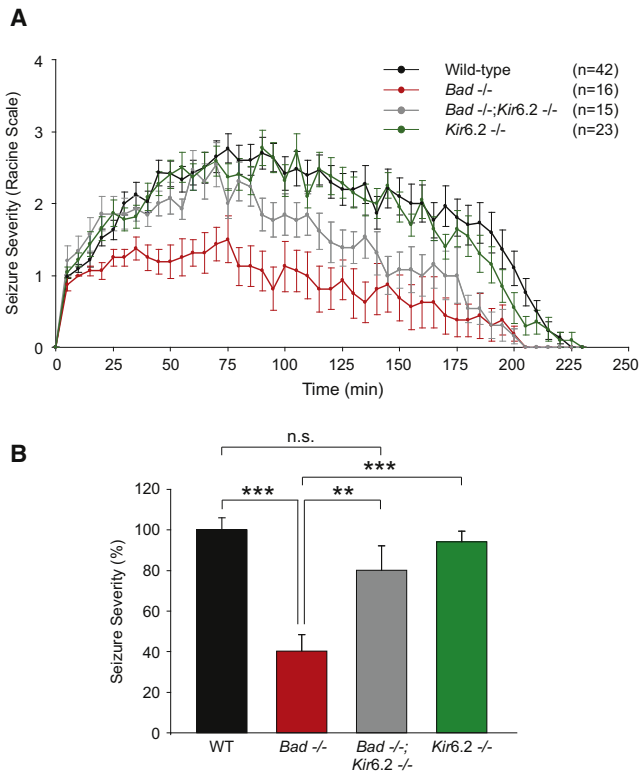 A
Seizure Severity (Racine Scale)
4
3
2
1
0
Wild-type (n=42)
Bad -/- (n=16)
Bad -/-;Kir6.2 -/- (n=15)
Kir6.2 -/- (n=23)
0 25 50 75 100 125 150 175 200 225 250
Time (min)
B
n.s.
***
*** **
Seizure Severity (%)
120
100
80
60
40
20
0
WT Bad -/- Bad -/-; Kir6.2 -/-
Kir6.2 -/-